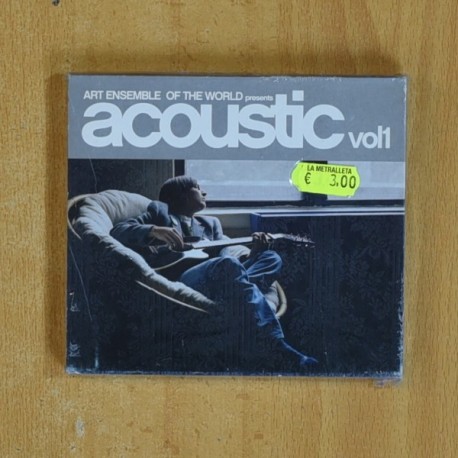 ART ENSEMBLE OF THE WORLD presents
acoustic vol1
LA METRALLETA
€ 3.00